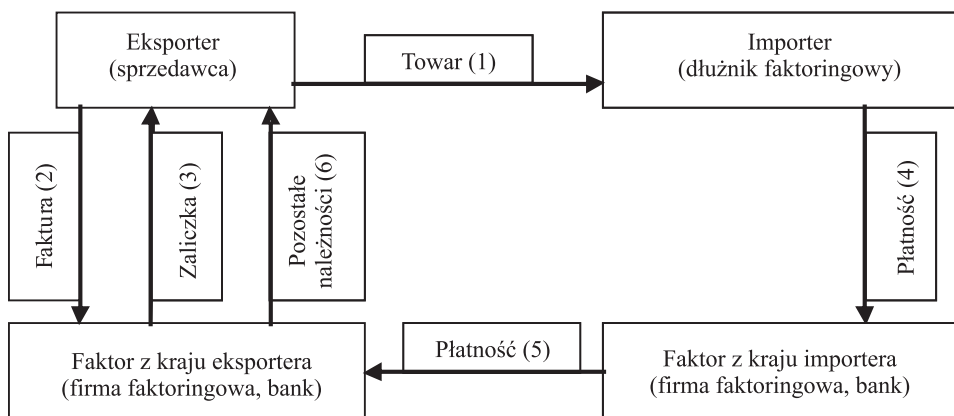 Eksporter
(sprzedawca)
Towar (1)
Importer
(dłużnik faktoringowy)
Faktura (2)
Zaliczka (3)
Pozostałe
należności (6)
Płatność (4)
Faktor z kraju eksportera
(firma faktoringowa, bank)
Płatność (5)
Faktor z kraju importera
(firma faktoringowa, bank)